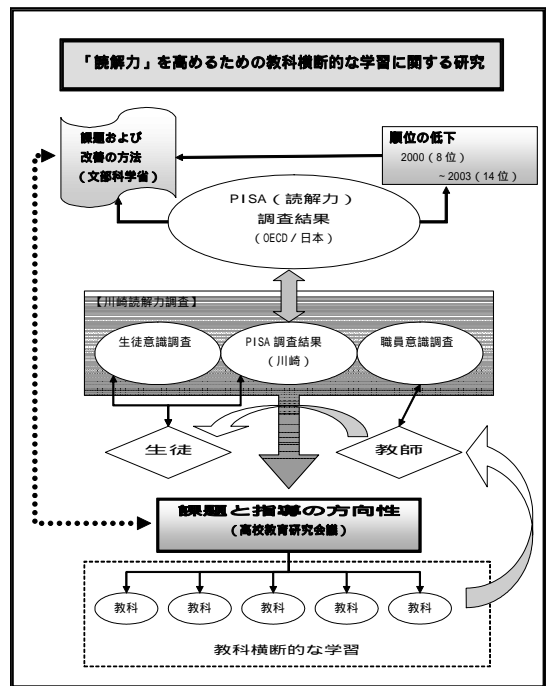 「読解力」を高めるための教科横断的な学習に関する研究
課題および
改善の方法
（文部科学省）
順位の低下
2000（8位）
~2003（14位）
PISA（読解力）
調査結果
（OECD/日本）
【川崎読解力調査】
生徒意識調査
PISA調査結果
（川崎）
職員意識調査
生徒
教師
課題と指導の方向性
（高校教育研究会議）
教科 教科 教科 教科 教科
教科横断的な学習